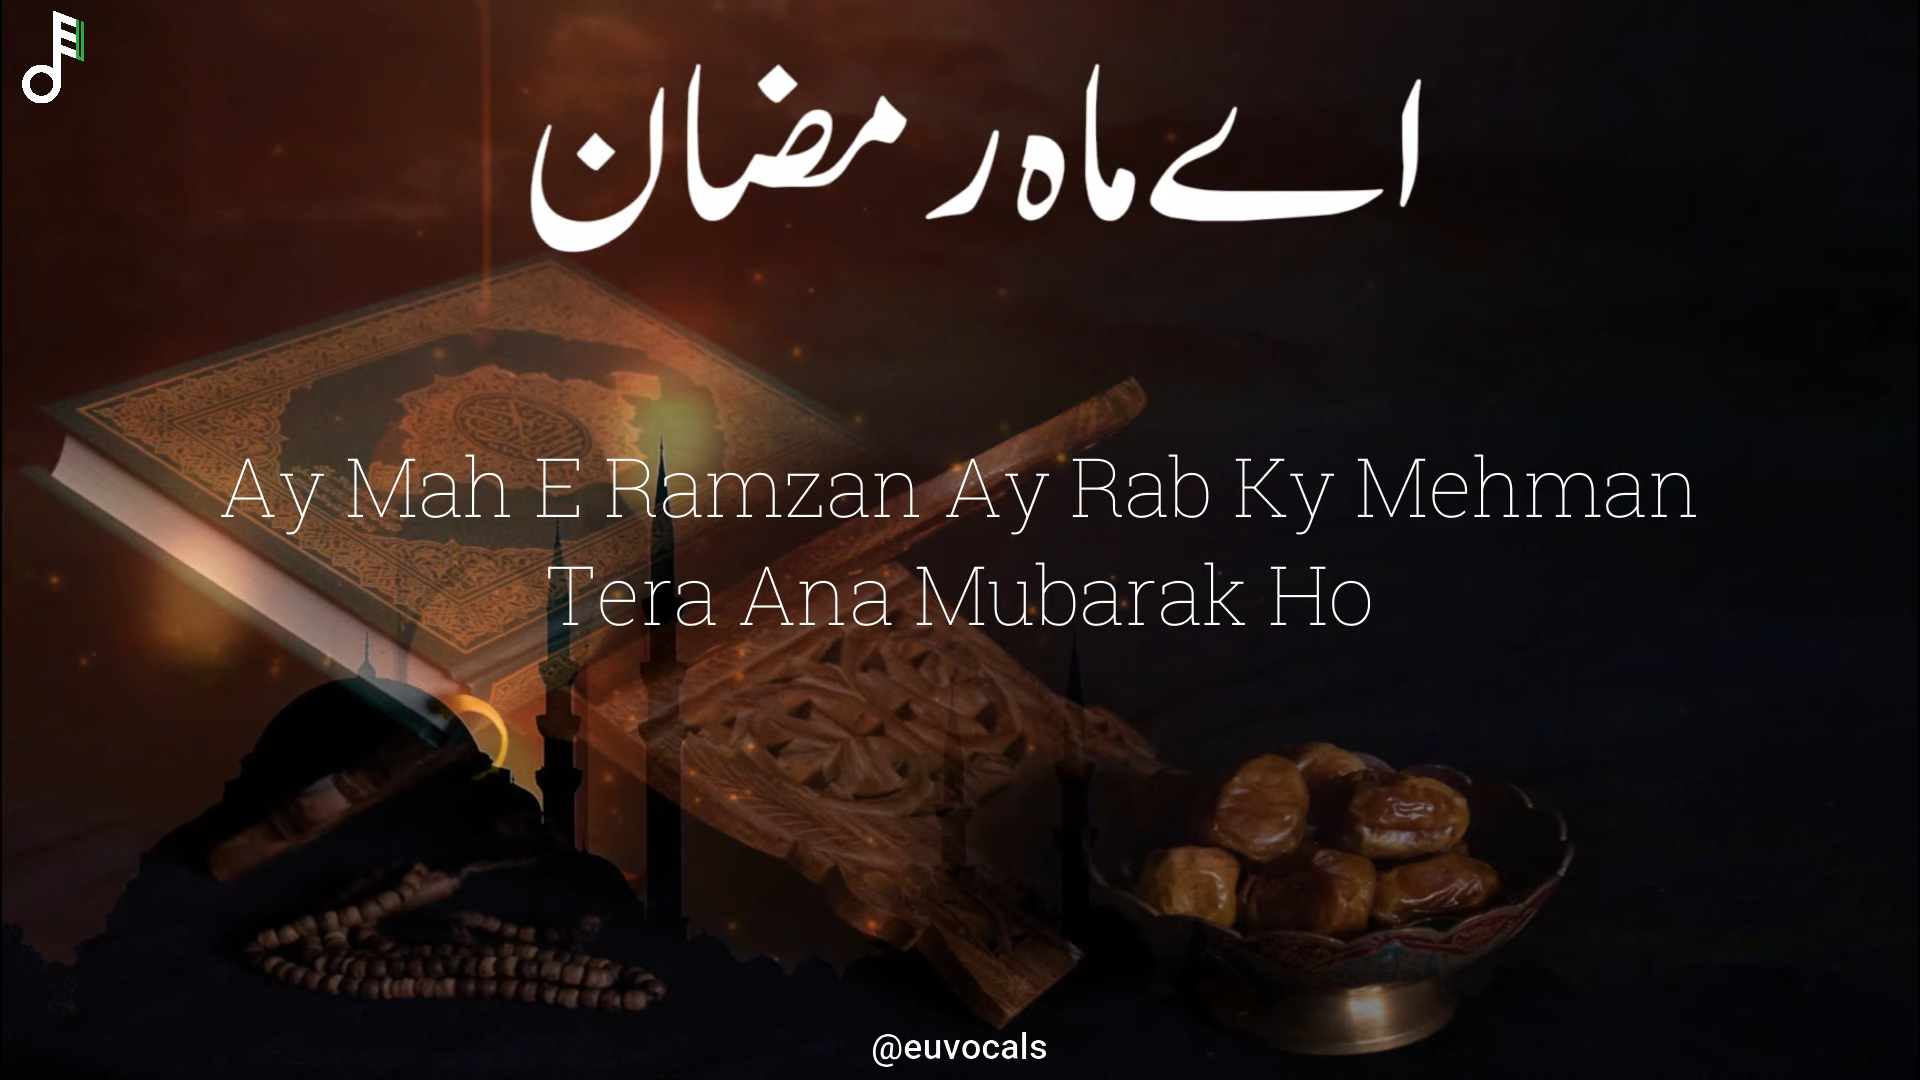 اے ماہ رمضان
Ay Mah E Ramzan Ay Rab Ky Mehman
Tera Ana Mubarak Ho
@euvocals